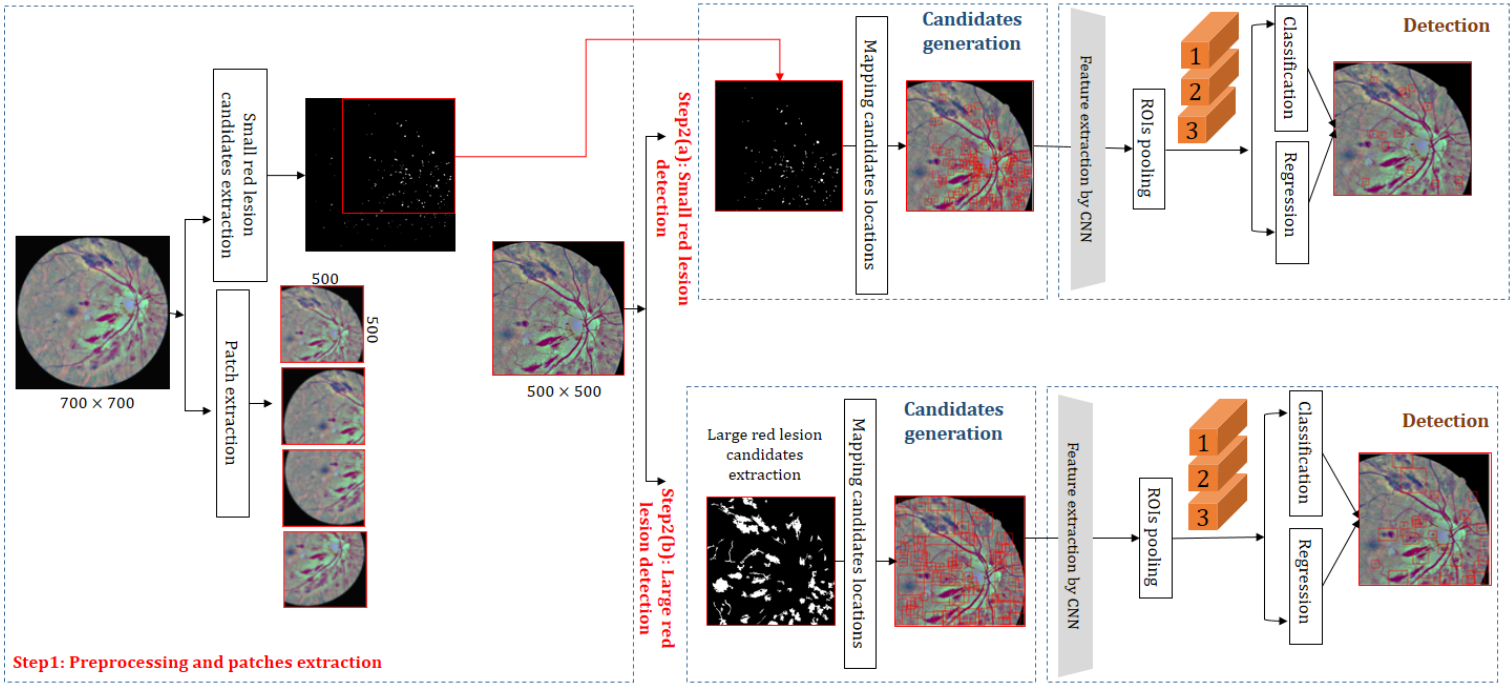 Small red lesion
candidates extraction
700 × 700
Patch extraction
500
500
500 × 500
Step1: Preprocessing and patches extraction
Step2(a): Small red lesion
detection
Candidates
generation
Mapping candidates locations
Detection
Feature extraction by CNN
ROIs pooling
1
2
3
Classification
Regression
Step2(b): Large red
lesion detection
Candidates
generation
Large red lesion
candidates
extraction
Mapping candidates locations
Detection
Feature extraction by CNN
ROIs pooling
1
2
3
Classification
Regression